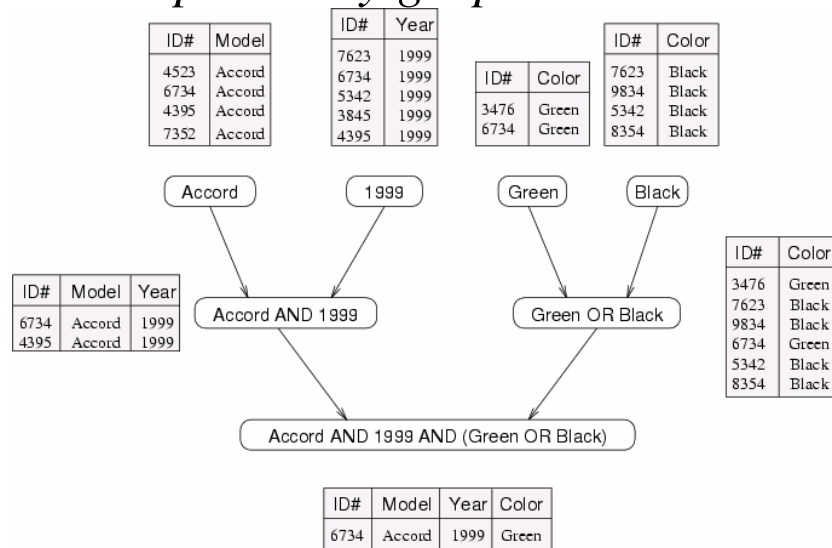 ID# Model
4523 Accord
6734 Accord
4395 Accord
7352 Accord
ID# Year
7623 1999
6734 1999
5342 1999
3845 1999
4395 1999
ID# Color
3476 Green
6734 Green
ID# Color
7623 Black
9834 Black
5342 Black
8354 Black
Accord
1999
Green
Black
ID# Model Year
6734 Accord 1999
4395 Accord 1999
Accord AND 1999
Green OR Black
ID# Color
3476 Green
7623 Black
9834 Black
6734 Green
5342 Black
8354 Black
Accord AND 1999 AND (Green OR Black)
ID# Model Year Color
6734 Accord 1999 Green